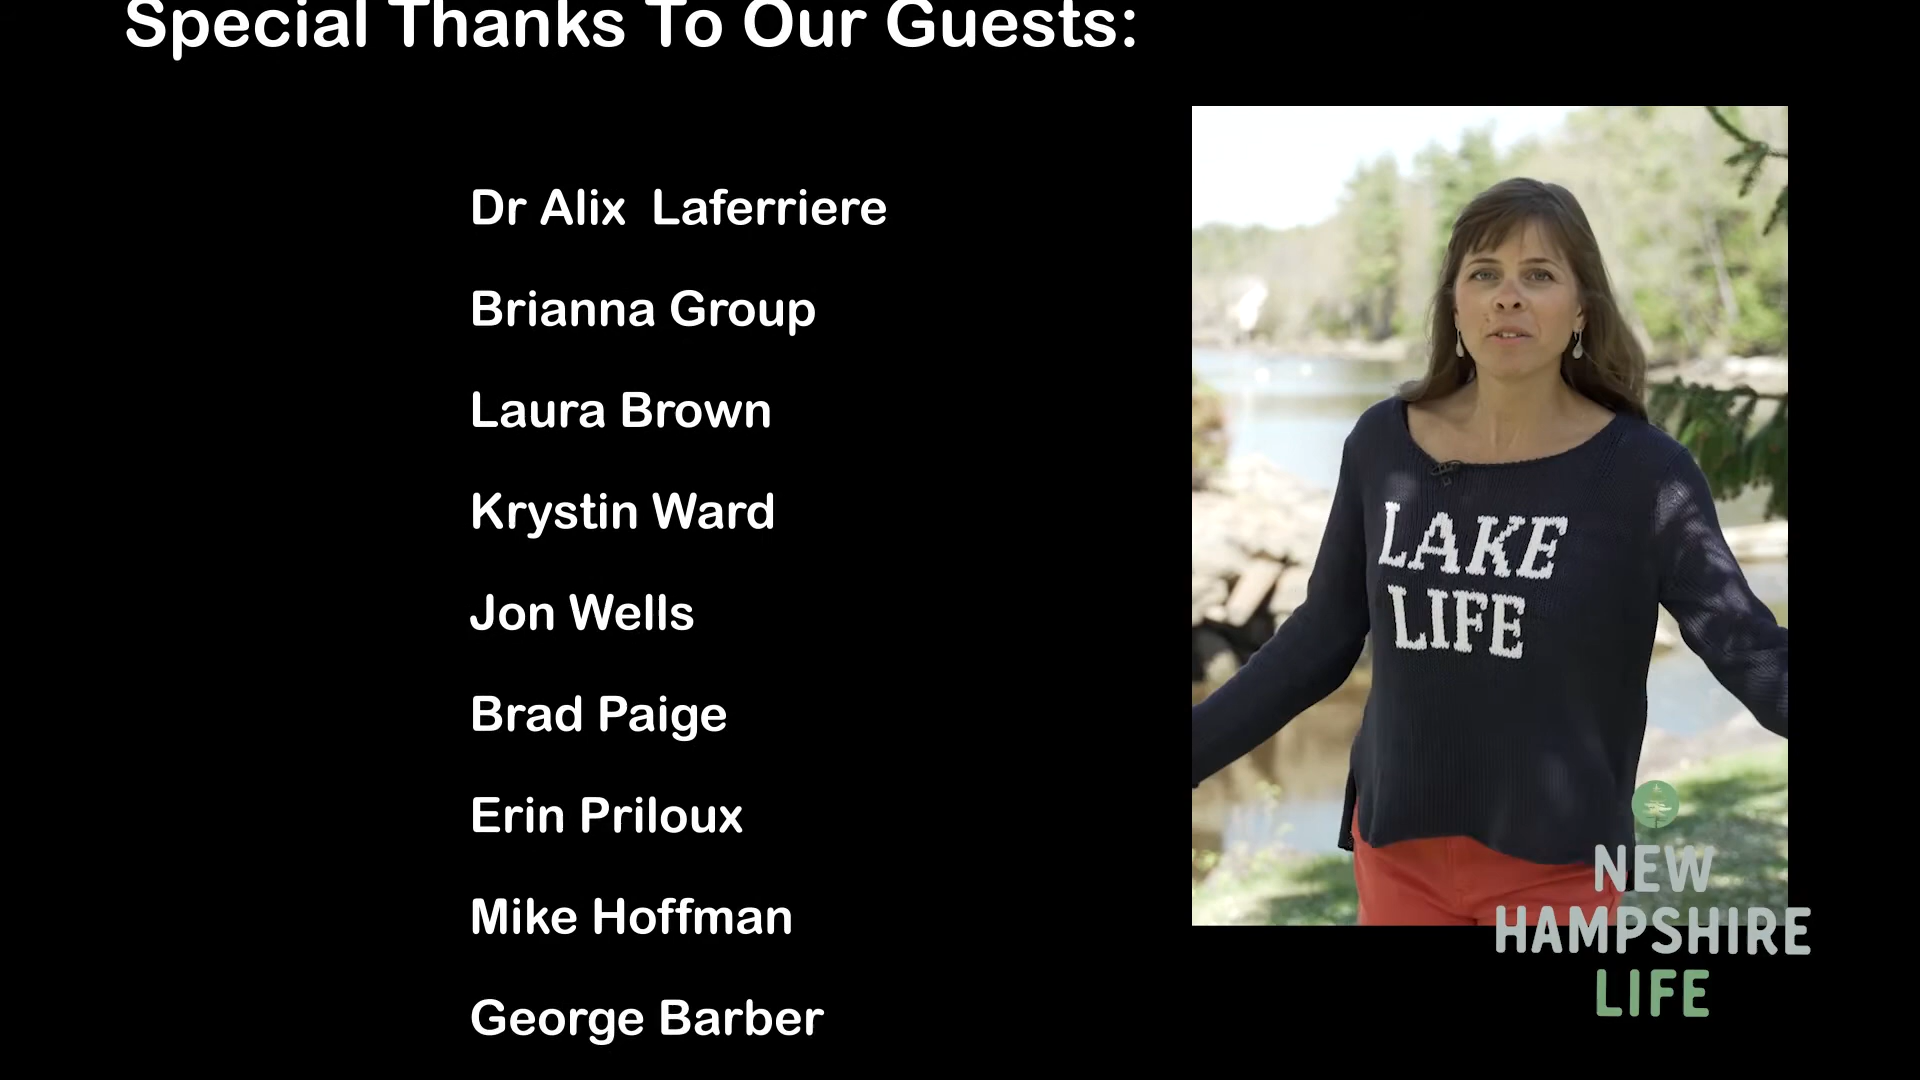 Special Thanks To Our Guests:
Dr Alix  Laferriere
Brianna Group
Laura Brown
Krystin Ward
Jon Wells
Brad Paige
Erin Priloux
Mike Hoffman
George Barber
LAKE
LIFE
NEW
HAMPSHIRE
LIFE